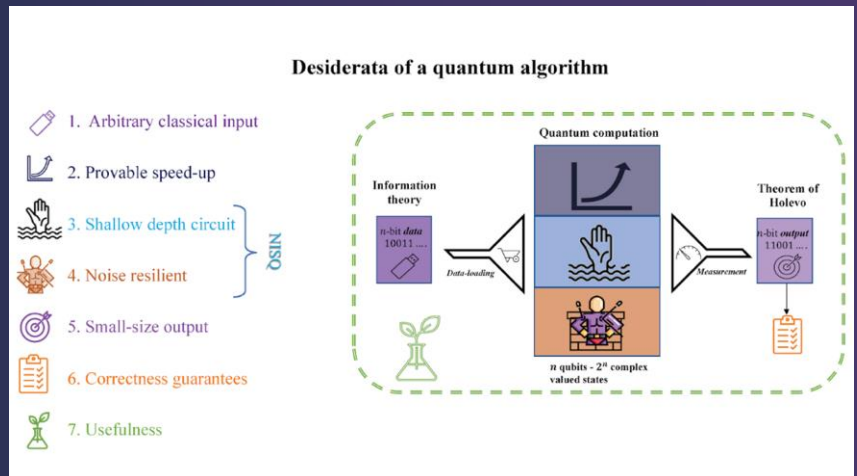 Desiderata of a quantum algorithm
1. Arbitrary classical input
2. Provable speed-up
3. Shallow depth circuit
4. Noise resilient
NISQ
5. Small-size output
6. Correctness guarantees
7. Usefulness
Quantum computation
Information
theory
n-bit data
10011 ....
Data-loading
n qubits - 2ⁿ complex
valued states
Measurement
Theorem of
Holevo
n-bit output
11001 ....